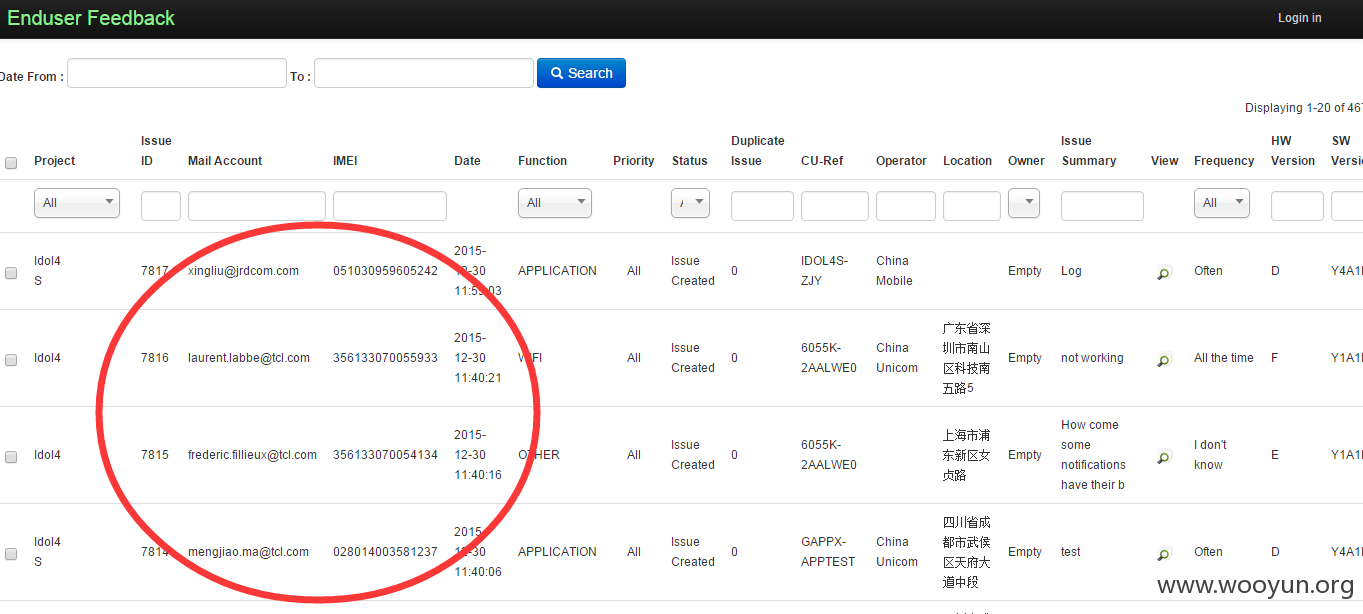 Enduser Feedback
Login in
Date From :
To :
Search
Displaying 1-20 of 467
Project
Issue ID
Mail Account
IMEI
Date
Function
Priority
Status
Duplicate Issue
CU-Ref
Operator
Location
Owner
Issue Summary
View
Frequency
HW Version
SW
All
All
All
Idol4 S
7817
xingliu@jrdcom.com
051030959605242
2015-12-30
APPLICATION
All
Issue Created
0
IDOL4S-ZJY
China Mobile
Empty
Log
Often
D
Idol4
7816
laurent.labbe@tcl.com
356133070055933
2015-12-30 11:40:21
WIFI
All
Issue Created
0
6055K-2AALWE0
China Unicom
广东省深圳市南山区科技南五路5
Empty
not working
All the time
F
Idol4
7815
frederic.fillieux@tcl.com
356133070054134
2015-12-30 11:40:16
OTHER
All
Issue Created
0
6055K-2AALWE0
上海市浦东新区女贞路
Empty
How come some notifications have their b
I don't know
E
Idol4 S
7814
mengjiao.ma@tcl.com
028014003581237
2015-12-30 11:40:06
APPLICATION
All
Issue Created
0
GAPPX-APPTEST
China Unicom
四川省成都市武侯区天府大道中段
Empty
test
Often
D
www.wooyun.org